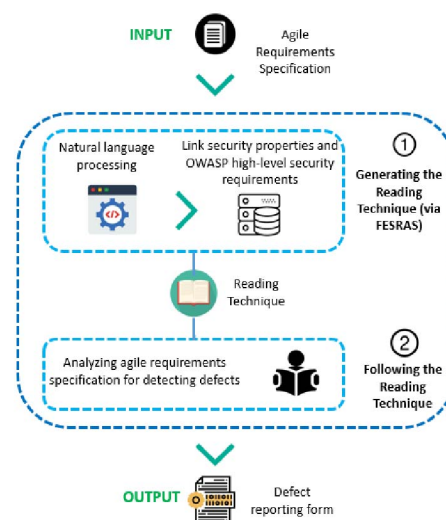 INPUT
Agile
Requirements
Specification
Natural language
processing
Link security properties and
OWASP high-level security
requirements
1
Generating the
Reading
Technique (via
FESRAS)
Reading
Technique
Analyzing agile requirements
specification for detecting defects
2
Following the
Reading
Technique
OUTPUT
Defect
reporting form